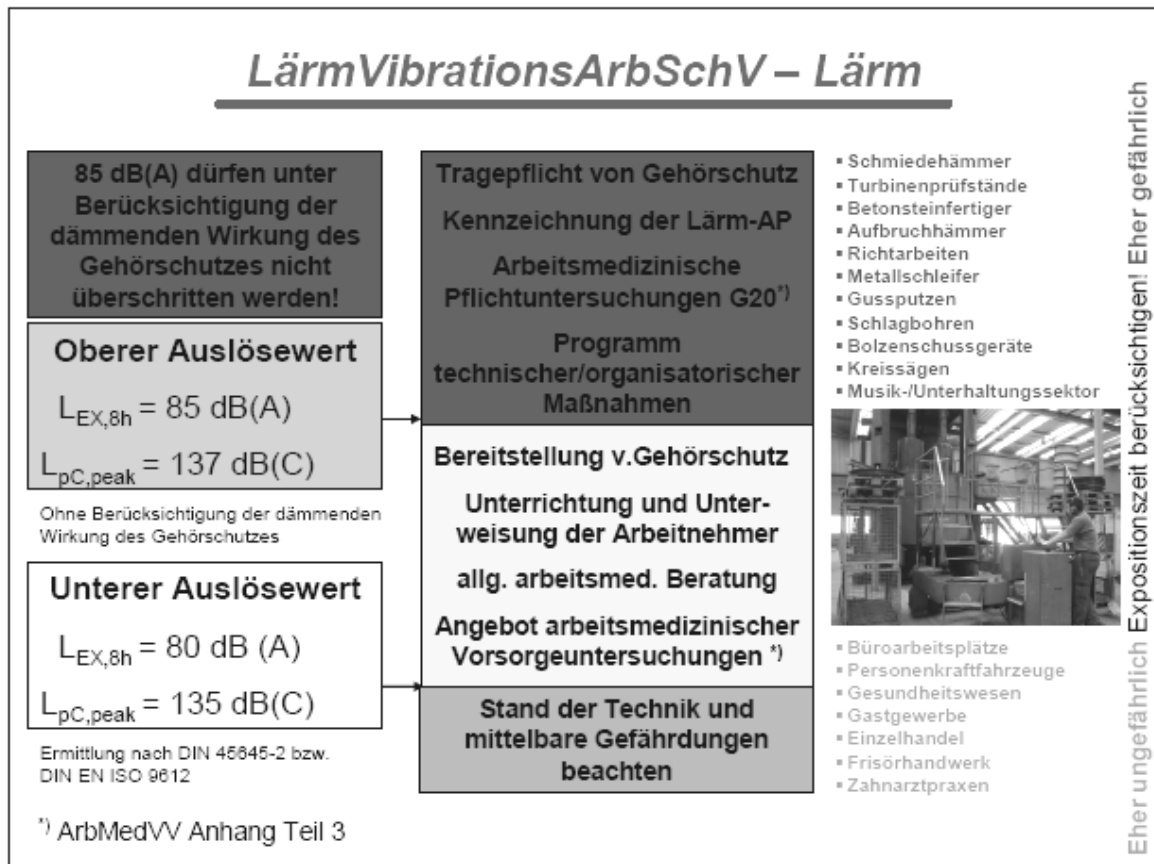 LärmVibrationsArbSchV – Lärm
85 dB(A) dürfen unter
Berücksichtigung der
dämmenden Wirkung des
Gehörschutzes nicht
überschritten werden!
Oberer Auslösewert
L_EX,8h = 85 dB(A)
L_pC,peak = 137 dB(C)
Ohne Berücksichtigung der dämmenden
Wirkung des Gehörschutzes
Unterer Auslösewert
L_EX,8h = 80 dB (A)
L_pC,peak = 135 dB(C)
Ermittlung nach DIN 45645-2 bzw.
DIN EN ISO 9612
*) ArbMedVV Anhang Teil 3
Tragepflicht von Gehörschutz
Kennzeichnung der Lärm-AP
Arbeitsmedizinische
Pflichtuntersuchungen G20*)
Programm
technischer/organisatorischer
Maßnahmen
Bereitstellung v.Gehörschutz
Unterrichtung und Unter-
weisung der Arbeitnehmer
allg. arbeitsmed. Beratung
Angebot arbeitsmedizinischer
Vorsorgeuntersuchungen *)
Stand der Technik und
mittelbare Gefährdungen
beachten
▪ Schmiedehämmer
▪ Turbinenprüfstände
▪ Betonsteinfertiger
▪ Aufbruchhämmer
▪ Richtarbeiten
▪ Metallschleifer
▪ Gussputzen
▪ Schlagbohren
▪ Bolzenschussgeräte
▪ Kreissägen
▪ Musik-/Unterhaltungssektor
▪ Büroarbeitsplätze
▪ Personenkraftfahrzeuge
▪ Gesundheitswesen
▪ Gastgewerbe
▪ Einzelhandel
▪ Frisörhandwerk
▪ Zahnarztpraxen
Eher ungefährlich Expositionszeit berücksichtigen! Eher gefährlich